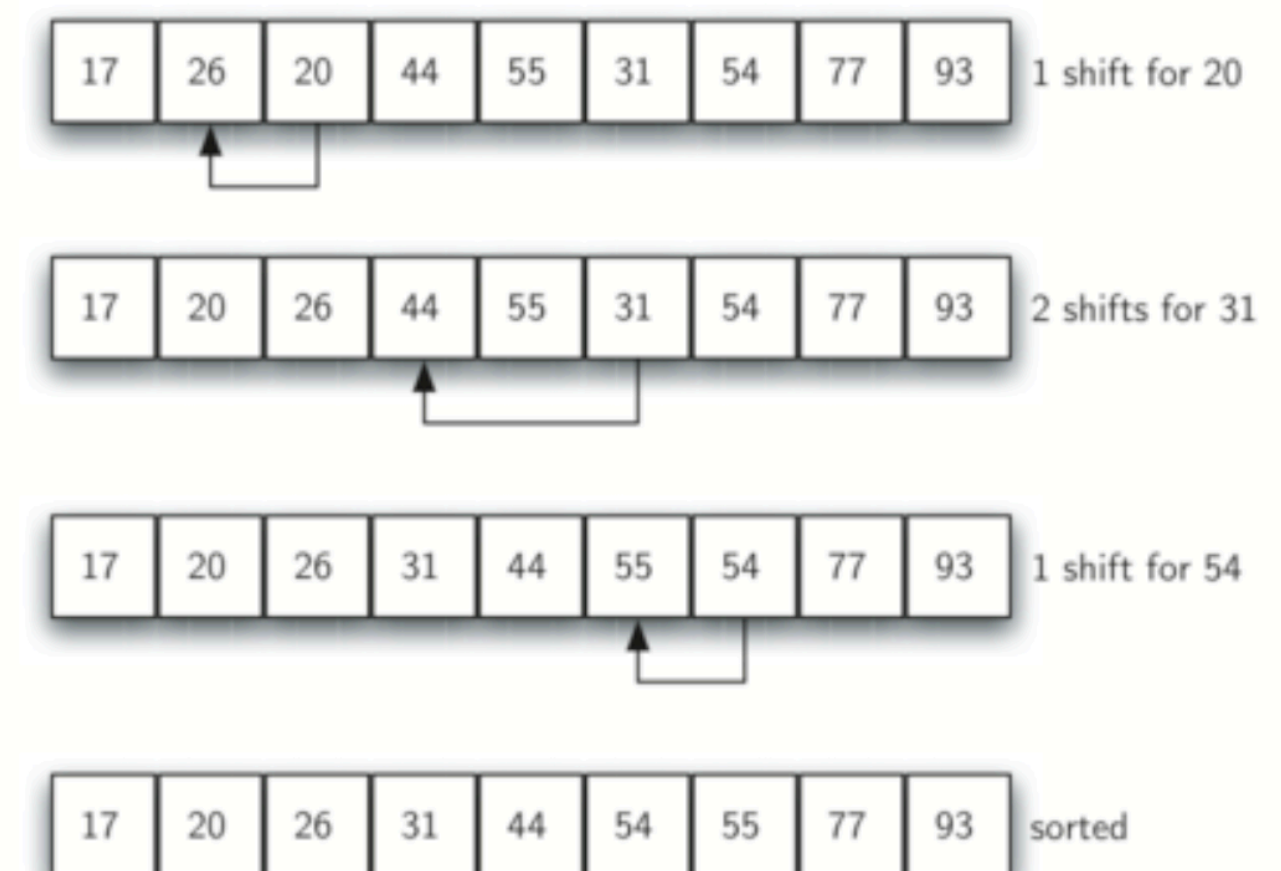 17 26 20 44 55 31 54 77 93 1 shift for 20
17 20 26 44 55 31 54 77 93 2 shifts for 31
17 20 26 31 44 55 54 77 93 1 shift for 54
17 20 26 31 44 54 55 77 93 sorted